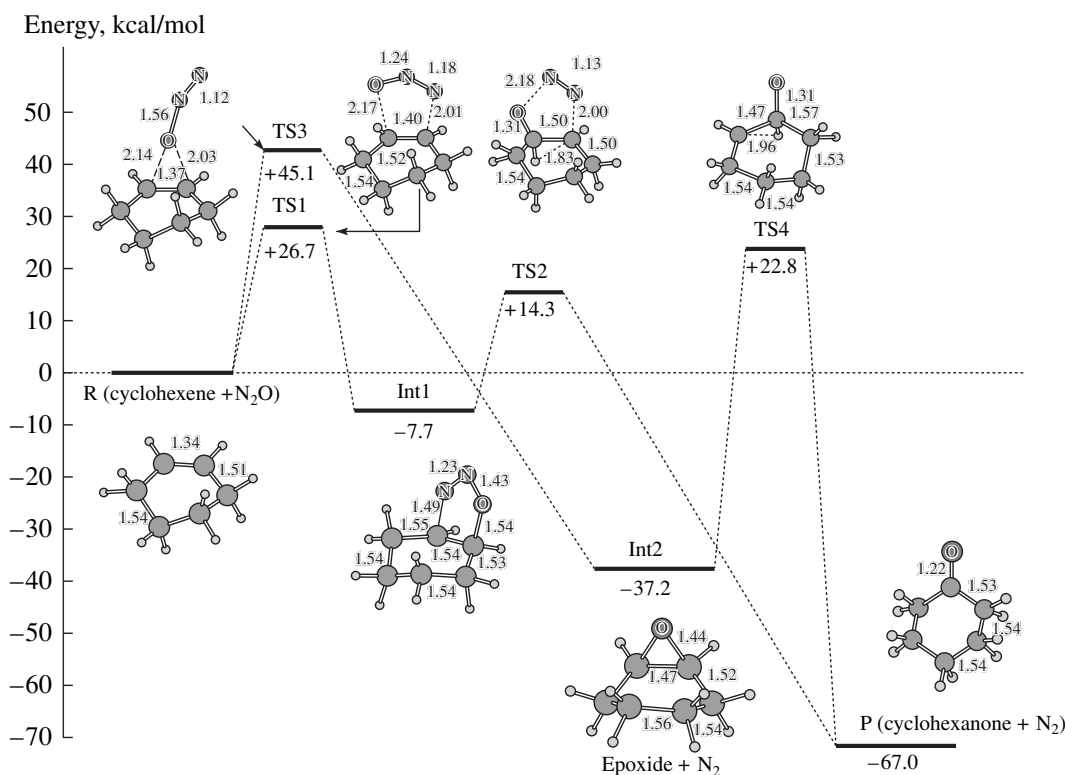 Energy, kcal/mol
50
40
30
20
10
0
−10
−20
−30
−40
−50
−60
−70
N
N
O
1.56
1.12
2.14
2.03
1.37
TS3
+45.1
TS1
+26.7
1.24
1.18
O
N
N
2.17
2.01
1.40
1.52
1.54
2.18
1.13
N
N
O
2.00
1.31
1.50
1.83
1.50
1.54
TS2
+14.3
O
1.31
1.47
1.57
1.96
1.53
1.54
1.54
TS4
+22.8
R (cyclohexene +N₂O)
1.34
1.51
1.54
Int1
−7.7
1.23
N
N
1.43
O
1.49
1.54
1.55
1.54
1.53
1.54
1.54
Int2
−37.2
O
1.44
1.47
1.52
1.56
1.54
Epoxide + N₂
O
1.22
1.53
1.54
1.54
P (cyclohexanone + N₂)
−67.0